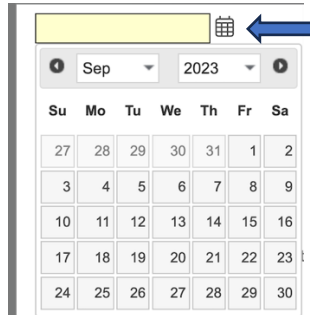 Sep 2023
Su Mo Tu We Th Fr Sa
27 28 29 30 31 1 2
3 4 5 6 7 8 9
10 11 12 13 14 15 16
17 18 19 20 21 22 23
24 25 26 27 28 29 30